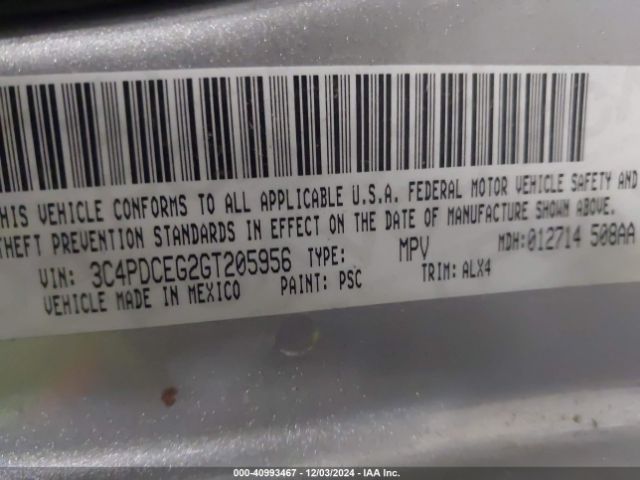 THIS VEHICLE CONFORMS TO ALL APPLICABLE U.S.A. FEDERAL MOTOR VEHICLE SAFETY AND
THEFT PREVENTION STANDARDS IN EFFECT ON THE DATE OF MANUFACTURE SHOWN ABOVE.
VIN: 3C4PDCEG2GT205956 TYPE: MPV MDH:012714 508AA
VEHICLE MADE IN MEXICO PAINT: PSC TRIM: ALX4
000-40993467 - 12/03/2024 - IAA Inc.